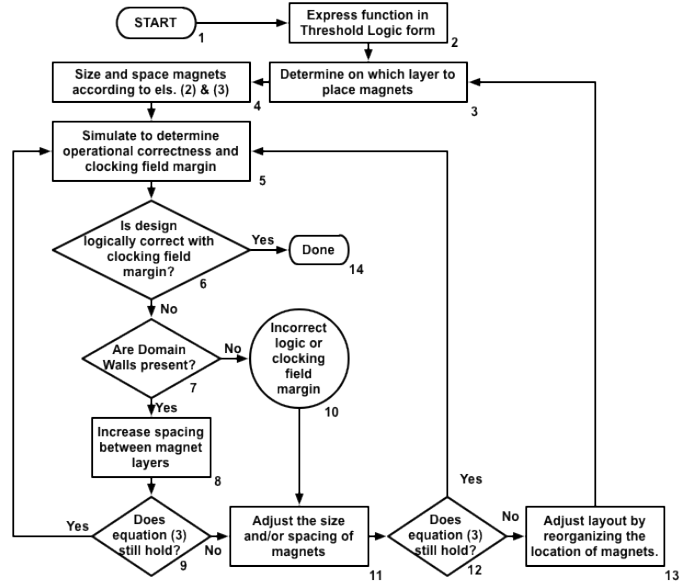 START
1
Express function in
Threshold Logic form
2
Size and space magnets
according to els. (2) & (3)
4
Determine on which layer to
place magnets
3
Simulate to determine
operational correctness and
clocking field margin
5
Is design
logically correct with
clocking field
margin?
6
Yes
Done
14
No
Are Domain
Walls present?
7
No
Incorrect
logic or
clocking
field
margin
10
Yes
Increase spacing
between magnet
layers
8
Yes
Does
equation (3)
still hold?
9
No
Adjust the size
and/or spacing of
magnets
11
Yes
Does
equation (3)
still hold?
12
No
Adjust layout by
reorganizing the
location of magnets.
13